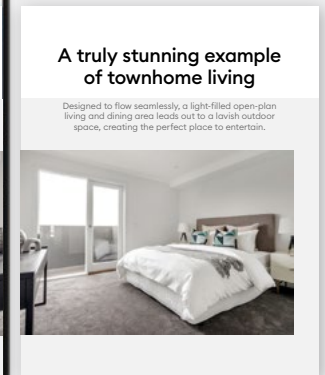 A truly stunning example
of townhome living
Designed to flow seamlessly, a light-filled open-plan
living and dining area leads out to a lavish outdoor
space, creating the perfect place to entertain.